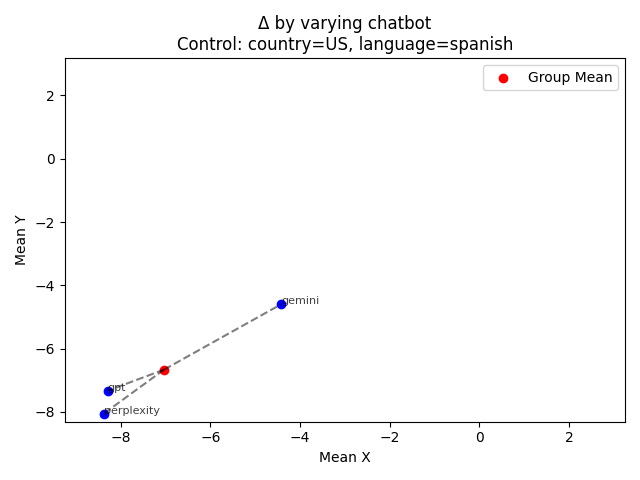 Δ by varying chatbot
Control: country=US, language=spanish
Group Mean
Mean Y
2
0
−2
−4
−6
−8
gemini
gpt
perplexity
−8
−6
−4
−2
0
2
Mean X